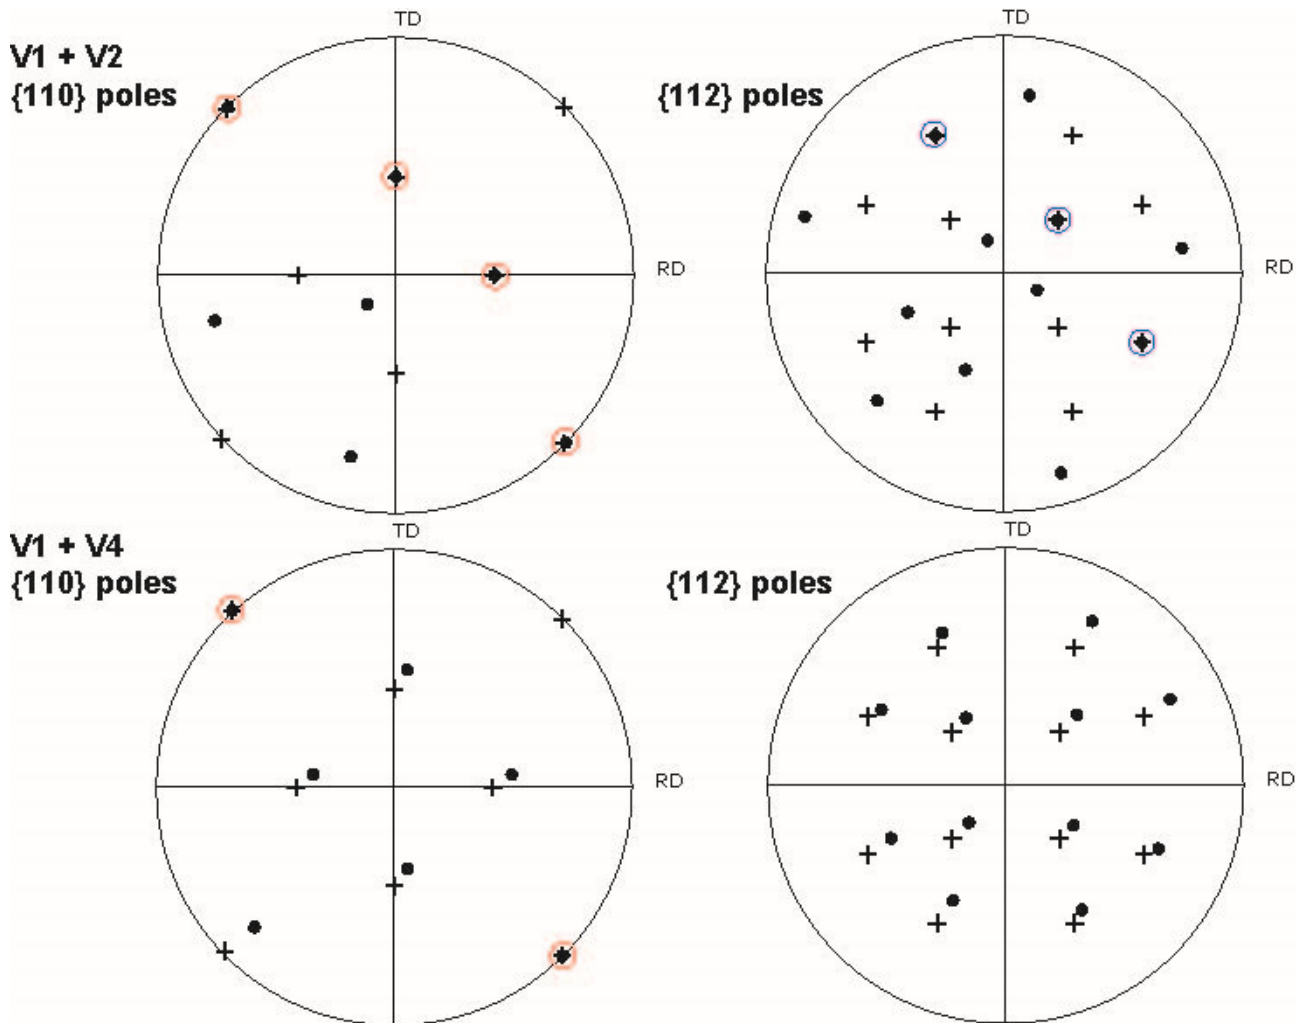 TD
TD
V1 + V2
{110} poles
{112} poles
RD
RD
TD
TD
V1 + V4
{110} poles
{112} poles
RD
RD